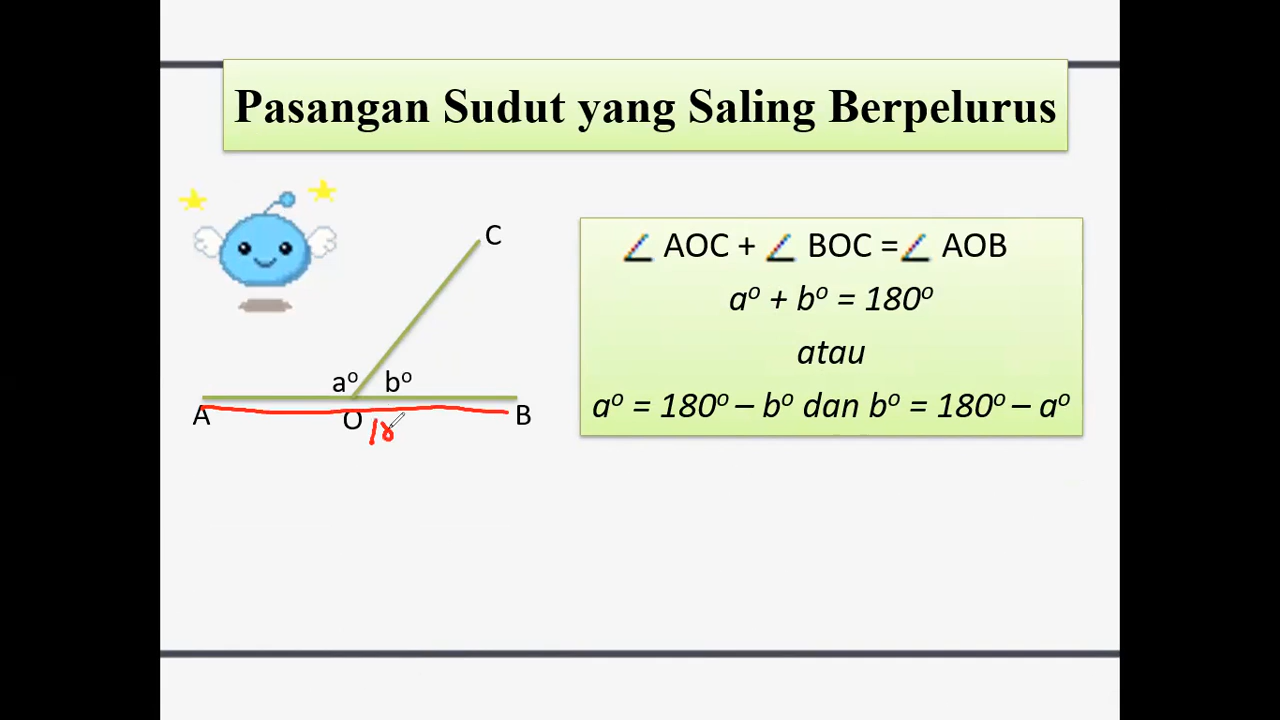 Pasangan Sudut yang Saling Berpelurus
C
∠ AOC + ∠ BOC = ∠ AOB
aº + bº = 180º
atau
aº = 180º – bº dan bº = 180º – aº
aº bº
A O B
18